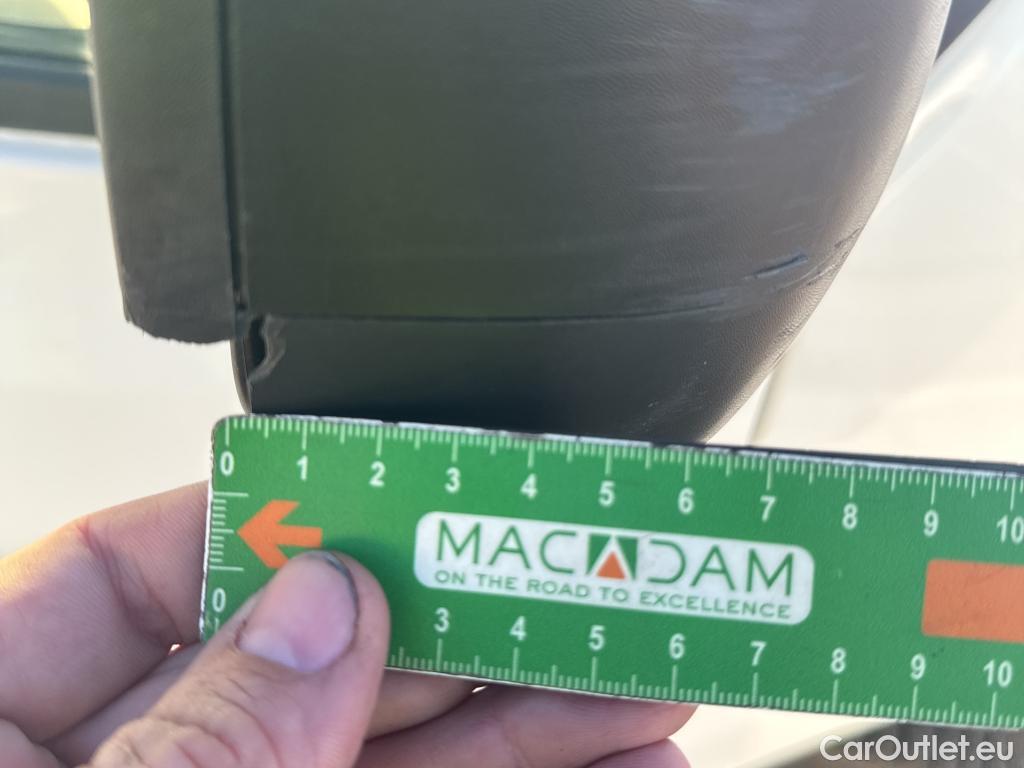 0 1 2 3 4 5 6 7 8 9 10
MACADAM
ON THE ROAD TO EXCELLENCE
0
3 4 5 6 7 8 9 10
CarOutlet.eu